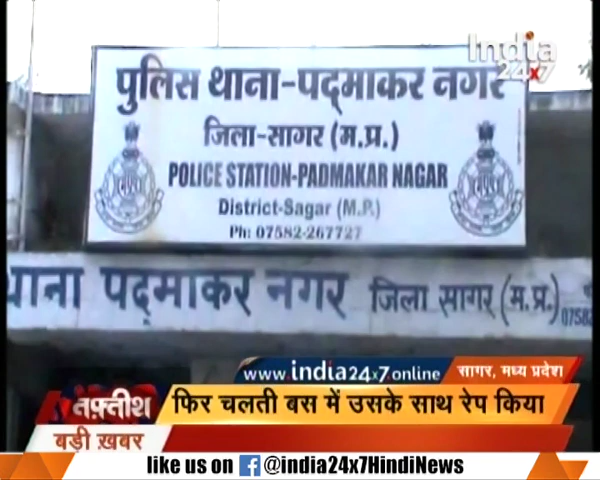 India
24x7
पुलिस थाना-पद्माकर नगर
जिला-सागर (म.प्र.)
POLICE STATION-PADMAKAR NAGAR
District-Sagar (M.P.)
Ph: 07582-267727
थाना पद्माकर नगर जिला सागर (म.प्र.)
07582
www.india24x7.online
सागर, मध्य प्रदेश
तफ़्तीश
फिर चलती बस में उसके साथ रेप किया
बड़ी ख़बर
like us on f @india24x7HindiNews